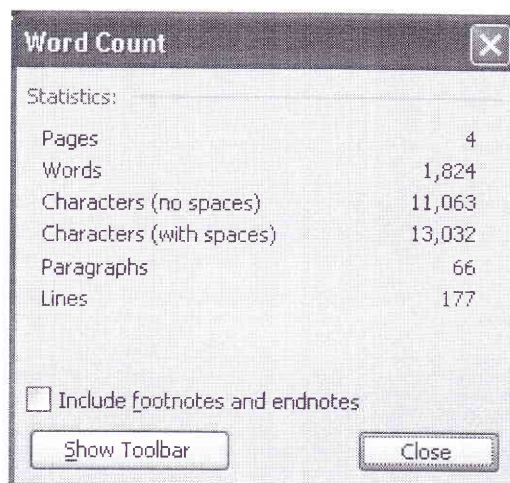 Word Count
Statistics:
Pages 4
Words 1,824
Characters (no spaces) 11,063
Characters (with spaces) 13,032
Paragraphs 66
Lines 177
Include footnotes and endnotes
Show Toolbar Close